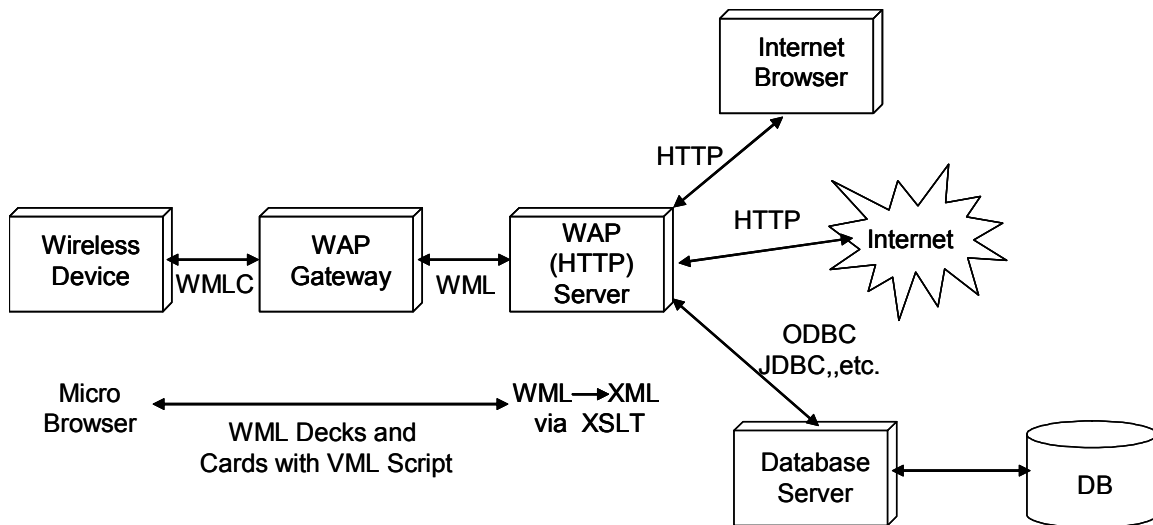 Internet
Browser
HTTP
HTTP
Internet
Wireless
Device
WMLC
WAP
Gateway
WML
WAP
(HTTP)
Server
ODBC
JDBC,,etc.
Micro
Browser
WML Decks and
Cards with VML Script
WML XML
via XSLT
Database
Server
DB